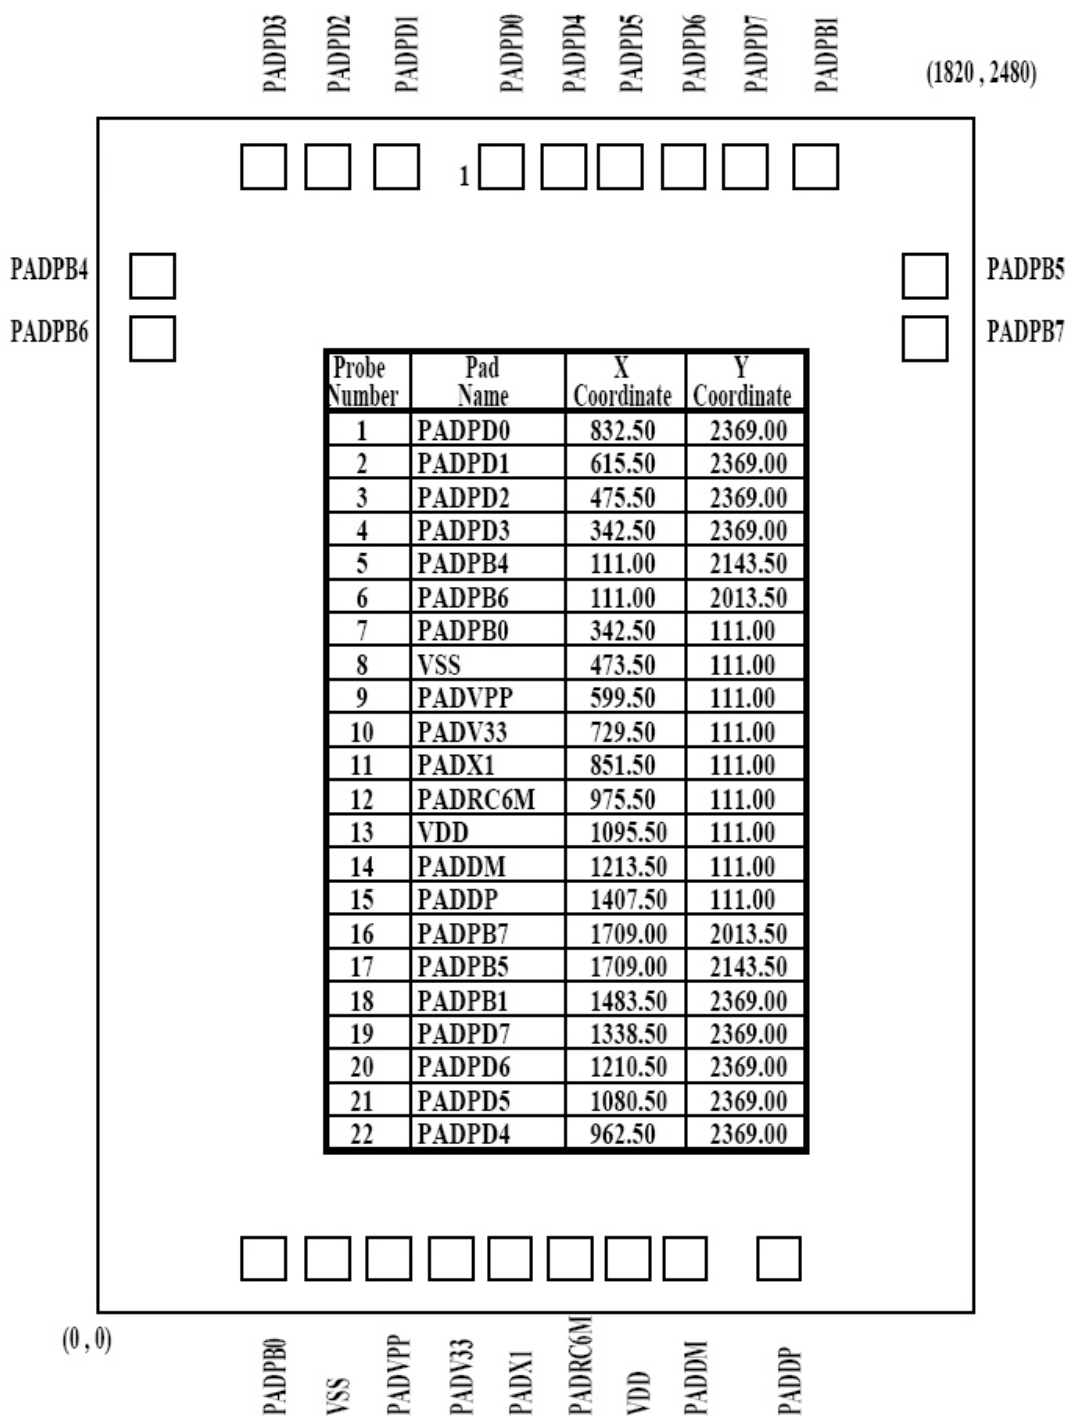 PADPD3 PADPD2 PADPD1 PADPD0 PADPD4 PADPD5 PADPD6 PADPD7 PADPB1
(1820 , 2480)
1
PADPB4 PADPB5
PADPB6 PADPB7
Probe Number Pad Name X Coordinate Y Coordinate
1 PADPD0 832.50 2369.00
2 PADPD1 615.50 2369.00
3 PADPD2 475.50 2369.00
4 PADPD3 342.50 2369.00
5 PADPB4 111.00 2143.50
6 PADPB6 111.00 2013.50
7 PADPB0 342.50 111.00
8 VSS 473.50 111.00
9 PADVPP 599.50 111.00
10 PADV33 729.50 111.00
11 PADX1 851.50 111.00
12 PADRC6M 975.50 111.00
13 VDD 1095.50 111.00
14 PADDM 1213.50 111.00
15 PADDP 1407.50 111.00
16 PADPB7 1709.00 2013.50
17 PADPB5 1709.00 2143.50
18 PADPB1 1483.50 2369.00
19 PADPD7 1338.50 2369.00
20 PADPD6 1210.50 2369.00
21 PADPD5 1080.50 2369.00
22 PADPD4 962.50 2369.00
(0 , 0)
PADPB0 VSS PADVPP PADV33 PADX1 PADRC6M VDD PADDM PADDP